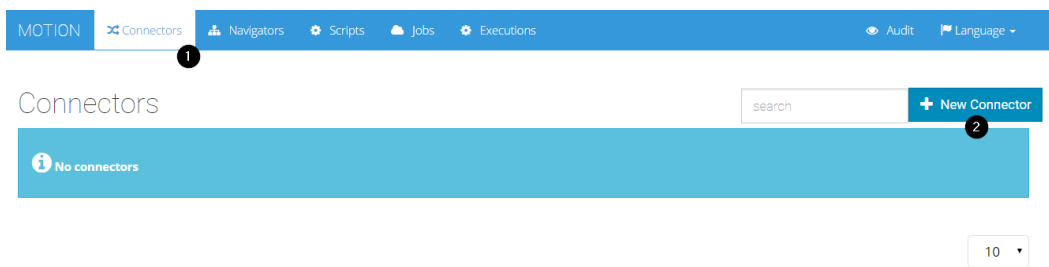 MOTION Connectors Navigators Scripts Jobs Executions Audit Language
1
Connectors search New Connector
2
No connectors
10